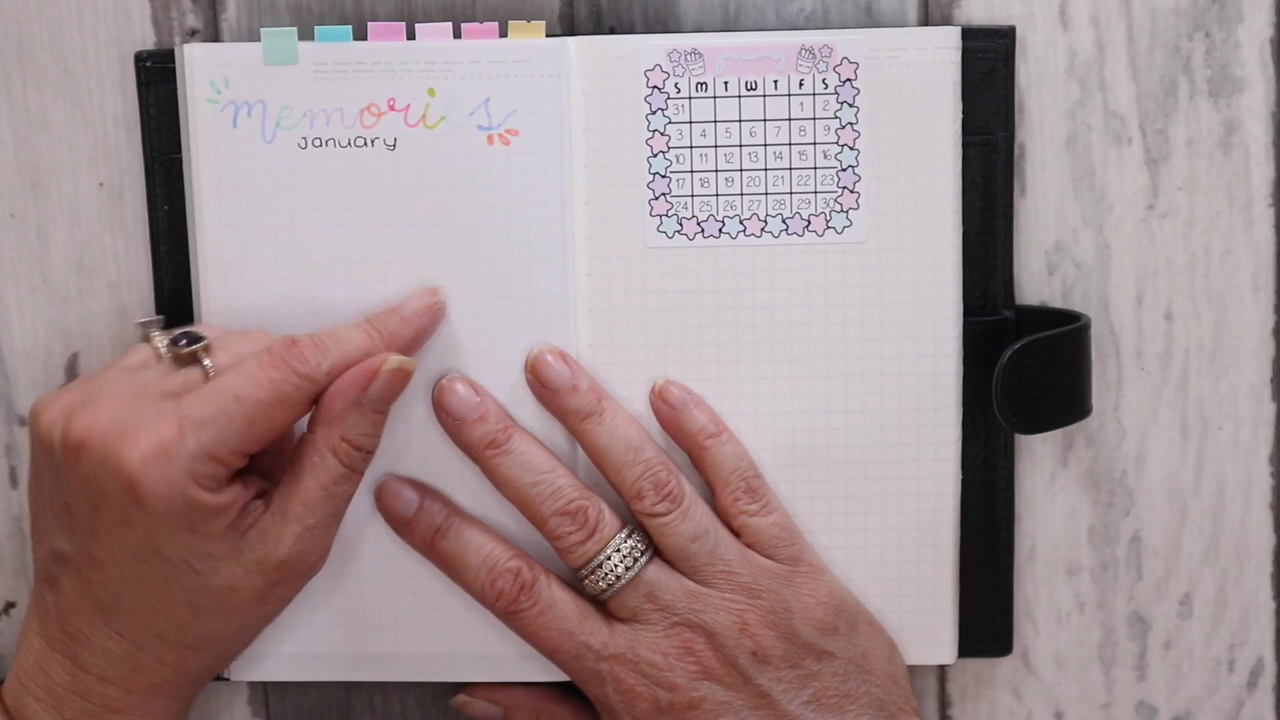 memories
january
january
S M T W T F S
31 1 2
3 4 5 6 7 8 9
10 11 12 13 14 15 16
17 18 19 20 21 22 23
24 25 26 27 28 29 30